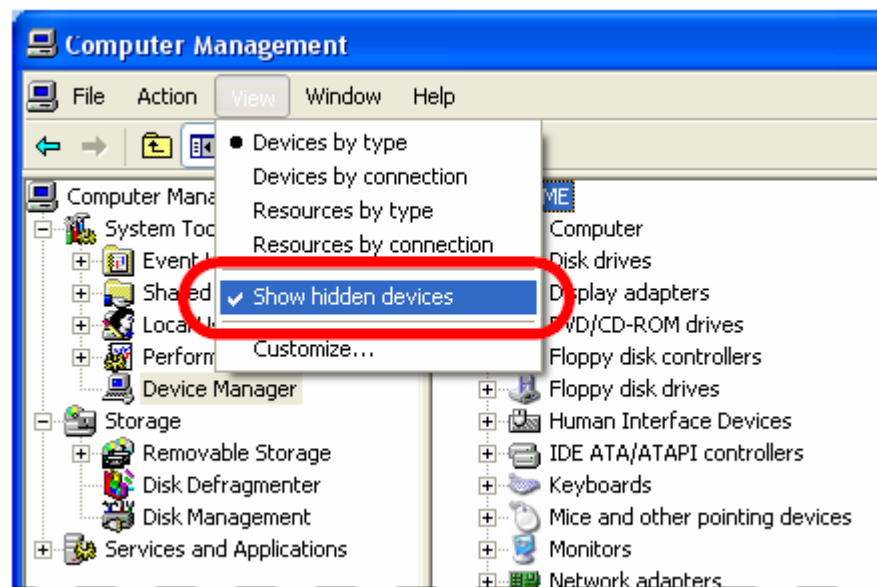 Computer Management
File Action View Window Help
Devices by type
Devices by connection
Resources by type
Resources by connection
Show hidden devices
Customize...
Computer
System
Event
Shared
Local
Device Manager
Storage
Removable Storage
Disk Defragmenter
Disk Management
Services and Applications
ME
Computer
Disk drives
Display adapters
DVD/CD-ROM drives
Floppy disk controllers
Floppy disk drives
Human Interface Devices
IDE ATA/ATAPI controllers
Keyboards
Mice and other pointing devices
Monitors
Network adapters